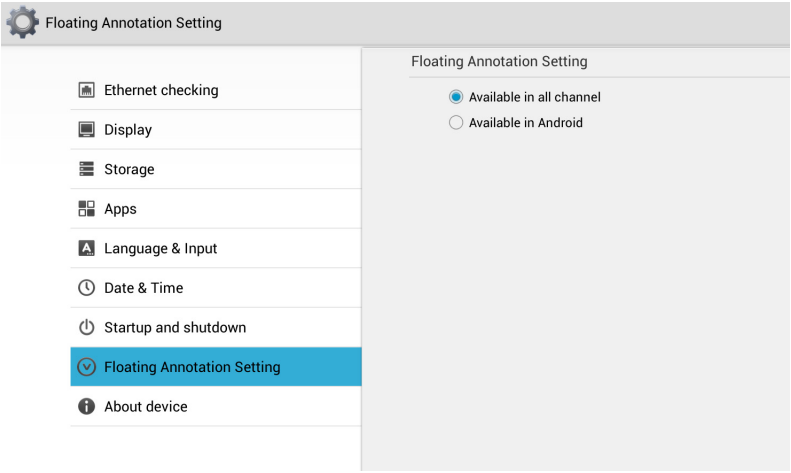 Floating Annotation Setting
Ethernet checking
Display
Storage
Apps
Language & Input
Date & Time
Startup and shutdown
Floating Annotation Setting
About device
Floating Annotation Setting
Available in all channel
Available in Android